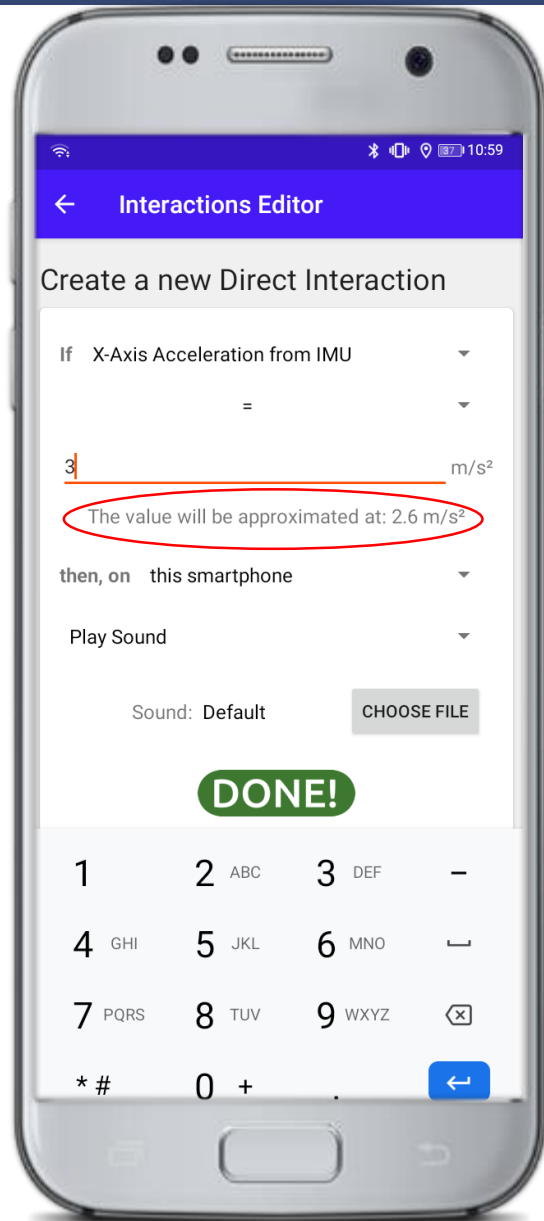 37 10:59
Interactions Editor
Create a new Direct Interaction
If X-Axis Acceleration from IMU
=
3 m/s²
The value will be approximated at: 2.6 m/s²
then, on this smartphone
Play Sound
Sound: Default CHOOSE FILE
DONE!
1 2 ABC 3 DEF –
4 GHI 5 JKL 6 MNO
7 PQRS 8 TUV 9 WXYZ
* # 0 + .